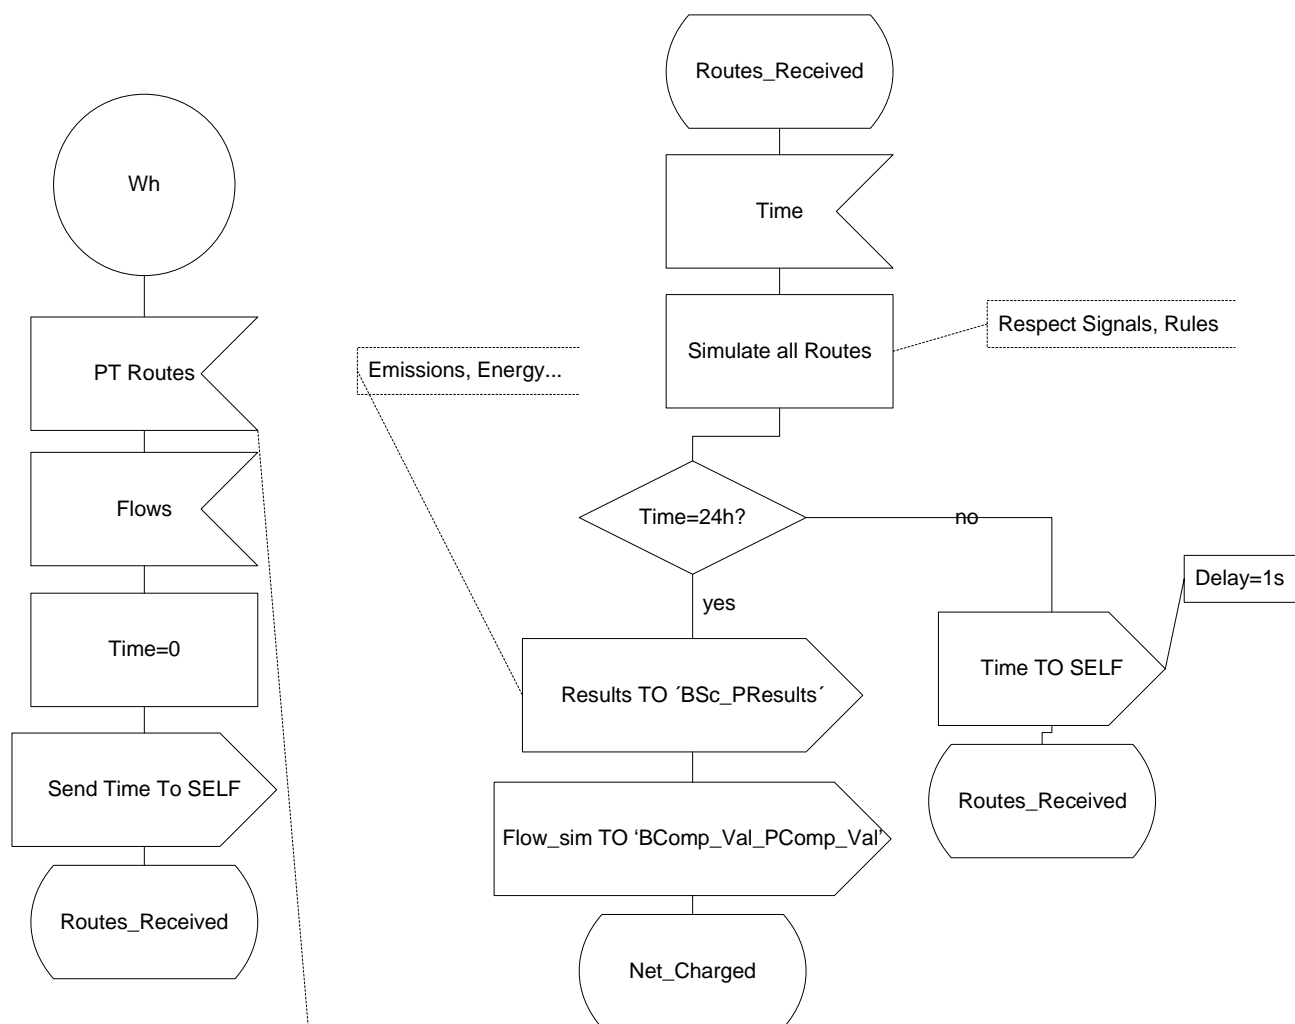 Wh
PT Routes
Flows
Time=0
Send Time To SELF
Routes_Received
Routes_Received
Time
Simulate all Routes
Respect Signals, Rules
Emissions, Energy...
Time=24h?
no
yes
Delay=1s
Results TO ´BSc_PResults´
Time TO SELF
Flow_sim TO ‘BComp_Val_PComp_Val’
Routes_Received
Net_Charged